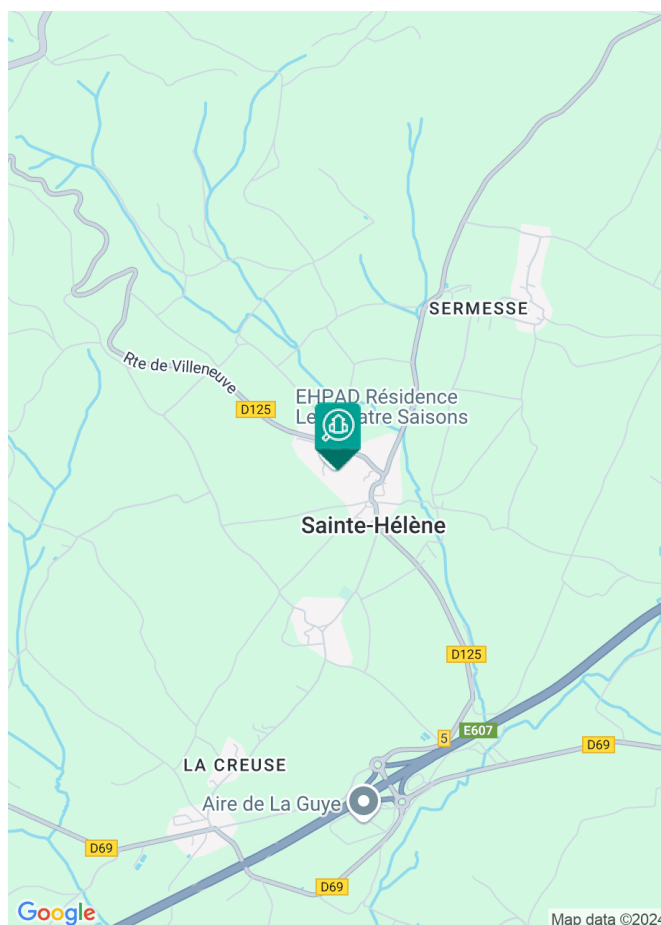 SERMESSE
Rte de Villeneuve
EHPAD Résidence
D125
Saisons
Sainte-Hélène
D125
E607
5
D69
LA CREUSE
Aire de La Guye
D69
D69
Google
Map data ©2024